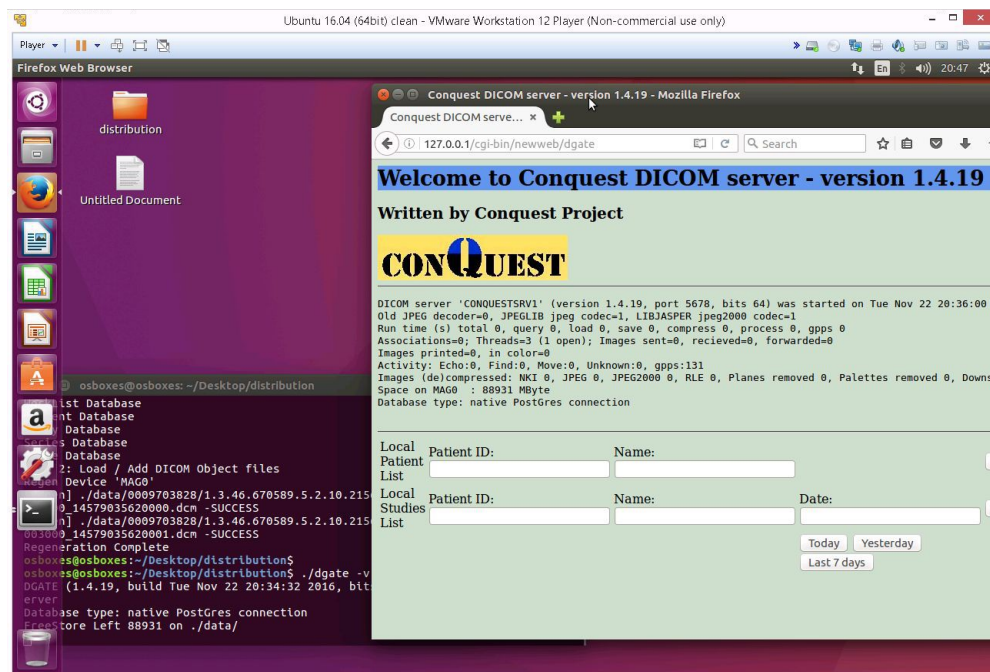 Ubuntu 16.04 (64bit) clean - VMware Workstation 12 Player (Non-commercial use only)
Player
Firefox Web Browser
En
20:47
distribution
Untitled Document
Conquest DICOM server - version 1.4.19 - Mozilla Firefox
Conquest DICOM serve...
127.0.0.1/cgi-bin/newweb/dgate
Search
Welcome to Conquest DICOM server - version 1.4.19
Written by Conquest Project
CONQUEST
DICOM server 'CONQUESTSRV1' (version 1.4.19, port 5678, bits 64) was started on Tue Nov 22 20:36:00
Old JPEG decoder=0, JPEGLIB jpeg codec=1, LIBJASPER jpeg2000 codec=1
Run time (s) total 0, query 0, load 0, save 0, compress 0, process 0, gpps 0
Associations=0; Threads=3 (1 open); Images sent=0, recieved=0, forwarded=0
Images printed=0, in color=0
Activity: Echo:0, Find:0, Move:0, Unknown:0, gpps:131
Images (de)compressed: NKI 0, JPEG 0, JPEG2000 0, RLE 0, Planes removed 0, Palettes removed 0, Downs
Space on MAG0 : 88931 MByte
Database type: native PostGres connection
Local Patient List
Patient ID:
Name:
Local Studies List
Patient ID:
Name:
Date:
Today
Yesterday
Last 7 days
osboxes@osboxes: ~/Desktop/distribution
ist Database
nt Database
Database
Series Database
Database
2: Load / Add DICOM Object files
Regen Device 'MAG0'
n] ./data/0009703828/1.3.46.670589.5.2.10.215
0_14579035620000.dcm -SUCCESS
n] ./data/0009703828/1.3.46.670589.5.2.10.215
003000_14579035620001.dcm -SUCCESS
Regeneration Complete
osboxes@osboxes:~/Desktop/distribution$
osboxes@osboxes:~/Desktop/distribution$ ./dgate -v
DGATE (1.4.19, build Tue Nov 22 20:34:32 2016, bit
erver
Database type: native PostGres connection
FreeStore Left 88931 on ./data/